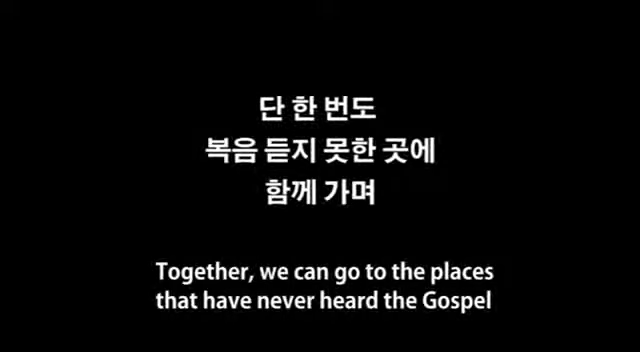 단 한 번도
복음 듣지 못한 곳에
함께 가며
Together, we can go to the places
that have never heard the Gospel